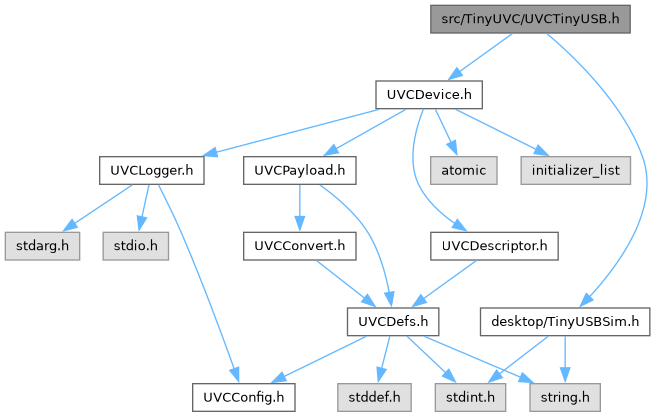 src/TinyUVC/UVCTinyUSB.h
UVCDevice.h
UVCLogger.h
UVCPayload.h
atomic
initializer_list
stdarg.h
stdio.h
UVCConvert.h
UVCDescriptor.h
UVCDefs.h
desktop/TinyUSBSim.h
UVCConfig.h
stddef.h
stdint.h
string.h